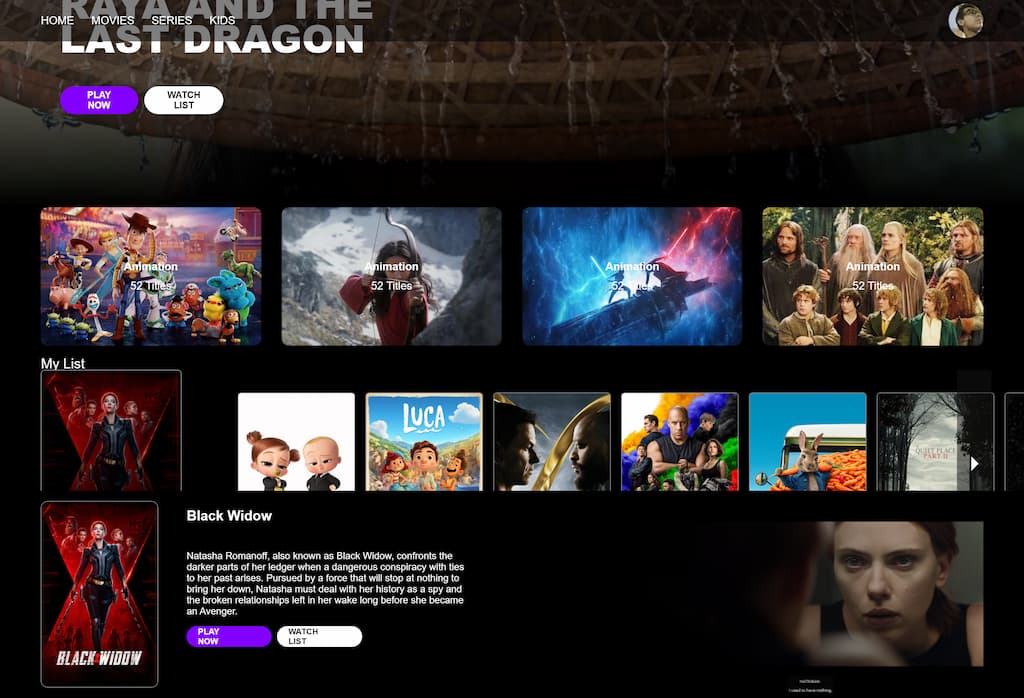 RAYA AND THE
HOME MOVIES SERIES KIDS
LAST DRAGON
PLAY
NOW
WATCH
LIST
Animation
52 Titles
Animation
52 Titles
Animation
52 Titles
Animation
52 Titles
My List
LUCA
QUIET PLACE
PART II
BLACK WIDOW
Black Widow
Natasha Romanoff, also known as Black Widow, confronts the
darker parts of her ledger when a dangerous conspiracy with ties
to her past arises. Pursued by a force that will stop at nothing to
bring her down, Natasha must deal with her history as a spy and
the broken relationships left in her wake long before she became
an Avenger.
PLAY
NOW
WATCH
LIST
I used to have nothing.